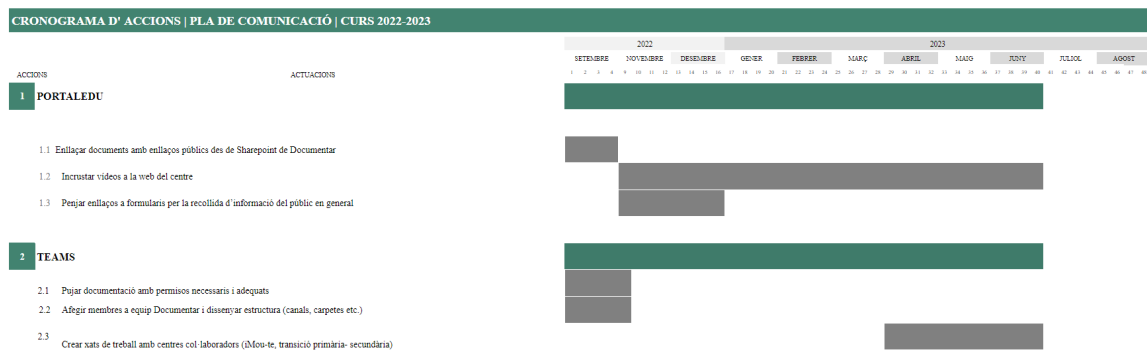 CRONOGRAMA D' ACCIONS | PLA DE COMUNICACIÓ | CURS 2022-2023
2022 2023
SETEMBRE NOVEMBRE DESEMBRE GENER FEBRER MARÇ ABRIL MAIG JUNY JULIOL AGOST
ACCIONS ACTUACIONS 1 2 3 4 9 10 11 12 13 14 15 16 17 18 19 20 21 22 23 24 25 26 27 28 29 30 31 32 33 34 35 36 37 38 39 40 41 42 43 44 45 46 47 48
1 PORTALEDU
1.1 Enllaçar documents amb enllaços públics des de Sharepoint de Documentar
1.2 Incrustar vídeos a la web del centre
1.3 Penjar enllaços a formularis per la recollida d'informació del públic en general
2 TEAMS
2.1 Pujar documentació amb permisos necessaris i adequats
2.2 Afegir membres a equip Documentar i dissenyar estructura (canals, carpetes etc.)
2.3 Crear xats de treball amb centres col·laboradors (iMou-te, transició primària- secundària)